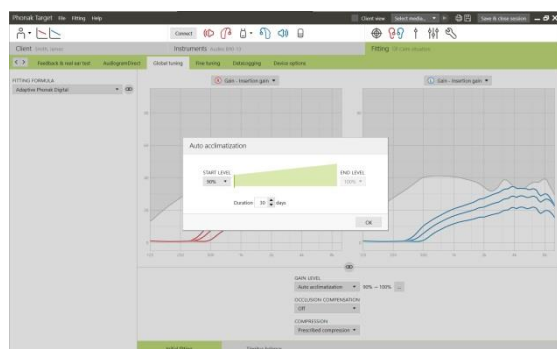 Phonak Target File Fitting Help
Client view Select media... Save & close session
Connect
Client
Instruments Audéo
Fitting
Feedback & real ear test AudiogramDirect Global tuning Fine tuning DataLogging Device options
FITTING FORMULA
Adaptive Phonak Digital
Gain - Insertion gain
Gain - Insertion gain
Auto acclimatization
START LEVEL
90%
END LEVEL
100%
Duration 30 days
OK
GAIN LEVEL
Auto acclimatization 90% – 100% ...
OCCLUSION COMPENSATION
Off
COMPRESSION
Prescribed compression